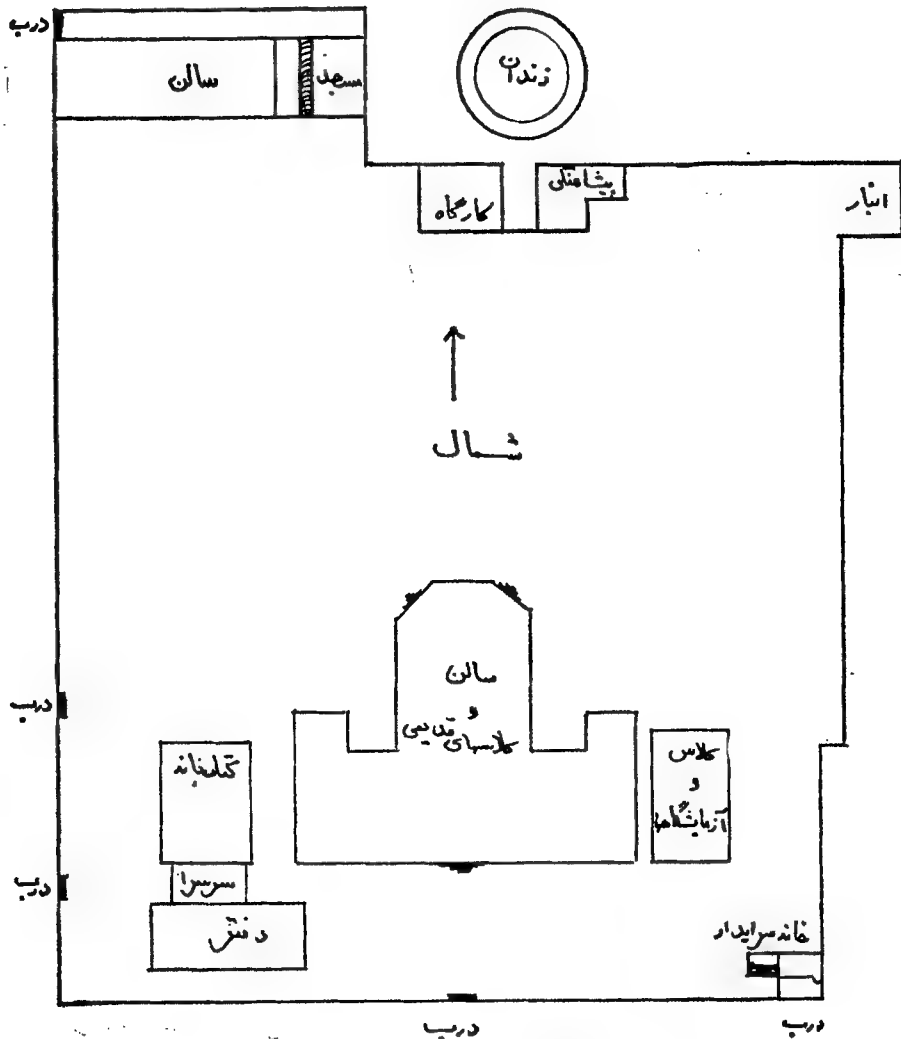 درب
سالن
مسجد
زندان
کارگاه
پیشاهنگی
انبار
شمال
سالن
و
کلاسهای قدیمی
کلاس
و
آزمایشگاهها
درب
کتابخانه
درب
سرسرا
دفتر
خانه سرایدار
درب
درب